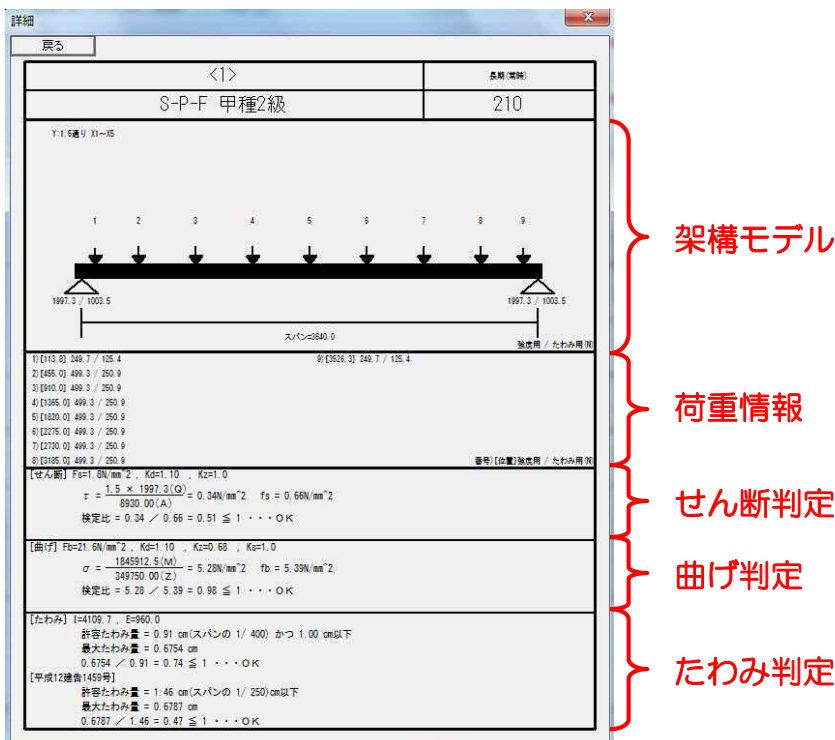 詳細
戻る
<1>
長期(常時)
S-P-F 甲種2級
210
Y:1.5通り X1～X5
1 2 3 4 5 6 7 8 9
1997.3 / 1003.5
1997.3 / 1003.5
スパン=3640.0
強度用 / たわみ用(N)
架構モデル
1)[113.8] 249.7 / 125.4
9)[3526.3] 249.7 / 125.4
2)[455.0] 499.3 / 250.9
3)[910.0] 499.3 / 250.9
4)[1365.0] 499.3 / 250.9
5)[1820.0] 499.3 / 250.9
6)[2275.0] 499.3 / 250.9
7)[2730.0] 499.3 / 250.9
8)[3185.0] 499.3 / 250.9
番号)[位置]強度用 / たわみ用(N)
荷重情報
[せん断] Fs=1.8N/mm^2 , Kd=1.10 , Kz=1.0
τ = 1.5 × 1997.3(Q) / 8930.00(A) = 0.34N/mm^2 fs = 0.66N/mm^2
検定比 = 0.34 ／ 0.66 = 0.51 ≦ 1 ・・・OK
せん断判定
[曲げ] Fb=21.6N/mm^2 , Kd=1.10 , Kz=0.68 , Ks=1.0
σ = 1845912.5(M) / 349750.00(Z) = 5.28N/mm^2 fb = 5.39N/mm^2
検定比 = 5.28 ／ 5.39 = 0.98 ≦ 1 ・・・OK
曲げ判定
[たわみ] I=4109.7 , E=960.0
許容たわみ量 = 0.91 cm(スパンの 1/ 400) かつ 1.00 cm以下
最大たわみ量 = 0.6754 cm
0.6754 ／ 0.91 = 0.74 ≦ 1 ・・・OK
[平成12建告1459号]
許容たわみ量 = 1.46 cm(スパンの 1/ 250)cm以下
最大たわみ量 = 0.6787 cm
0.6787 ／ 1.46 = 0.47 ≦ 1 ・・・OK
たわみ判定